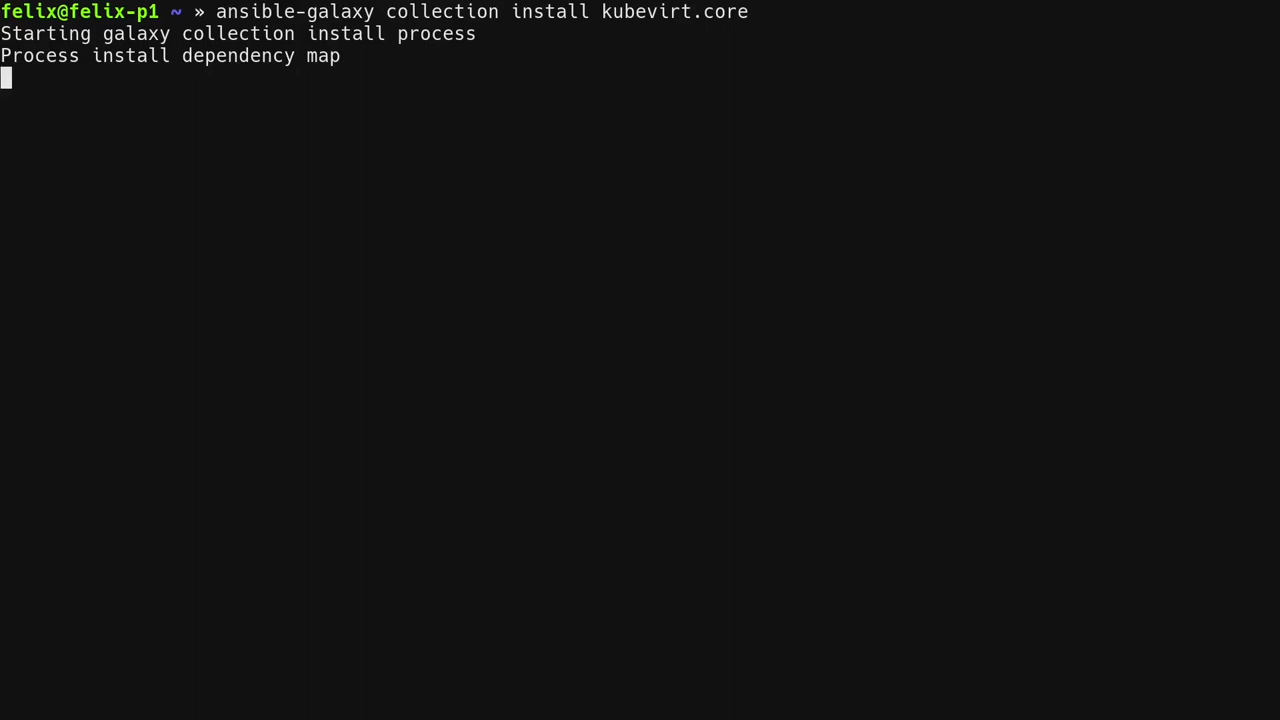 felix@felix-p1 ~ » ansible-galaxy collection install kubevirt.core
Starting galaxy collection install process
Process install dependency map